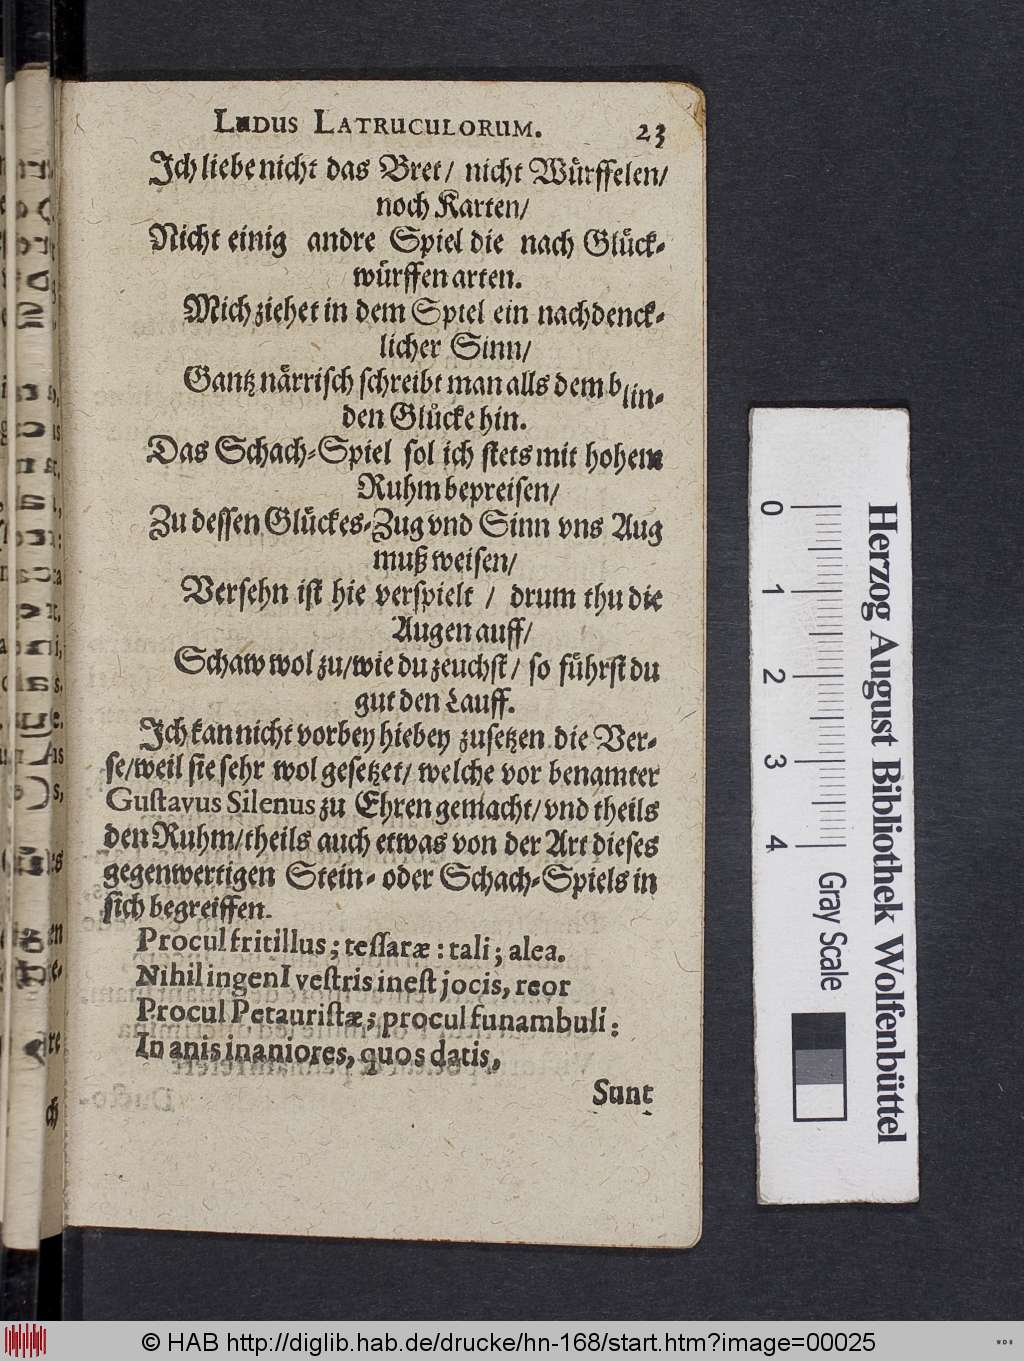 LUDUS LATRUCULORUM. 23
Ich liebe nicht das Bret/ nicht Würffelen/
noch Karten/
Nicht einig andre Spiel die nach Glück-
würffen arten.
Mich ziehet in dem Spiel ein nachdenck-
licher Sinn/
Gantz närrisch schreibt man alls dem blin-
den Glücke hin.
Das Schach-Spiel sol ich stets mit hohem
Ruhm bepreisen/
Zu dessen Glückes-Zug vnd Sinn vns Aug
muß weisen/
Versehn ist hie verspielt / drum thu die
Augen auff/
Schaw wol zu/wie du zeuchst/ so führst du
gut den Lauff.
Ich kan nicht vorbey hiebey zusetzen die Ver-
se/weil sie sehr wol gesetzet/ welche vor benamter
Gustavus Silenus zu Ehren gemacht/ vnd theils
den Ruhm/theils auch etwas von der Art dieses
gegenwertigen Stein- oder Schach-Spiels in
sich begreiffen.
Procul fritillus; tessaræ: tali; alea.
Nihil ingenI vestris inest jocis, reor
Procul Petauristæ; procul funambuli:
In anis inaniores, quos datis,
Sunt
Herzog August Bibliothek Wolfenbüttel
0 1 2 3 4 Gray Scale
© HAB http://diglib.hab.de/drucke/hn-168/start.htm?image=00025